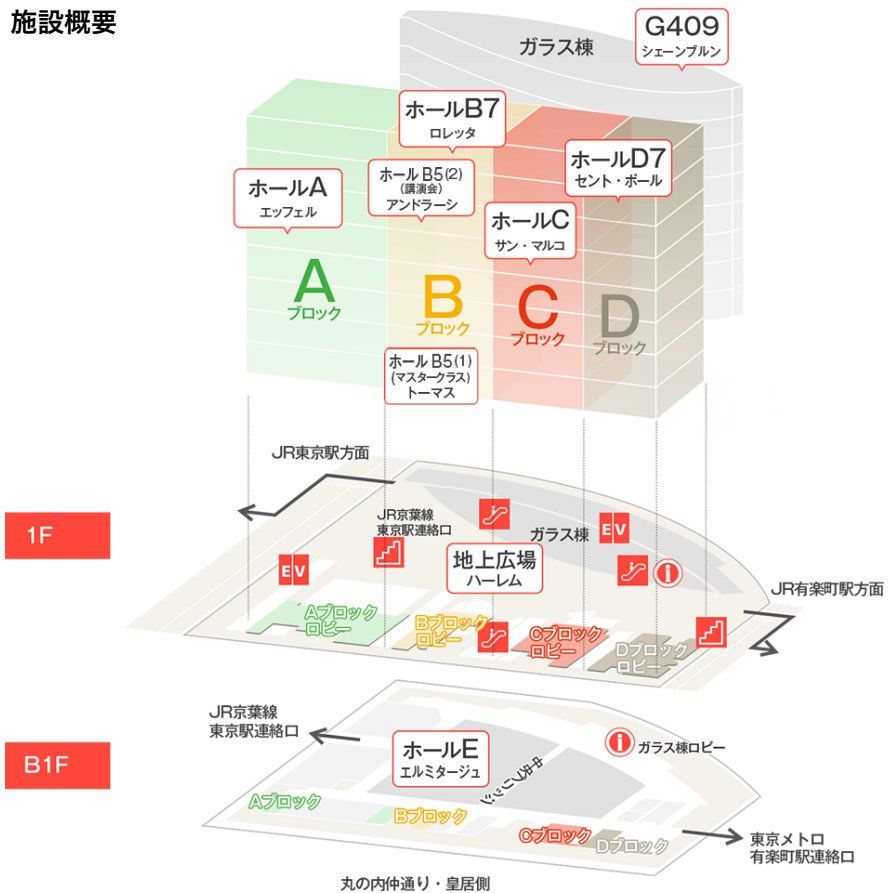 施設概要
G409
シェーンブルン
ガラス棟
ホールB7
ロレッタ
ホールD7
セント・ポール
ホール B5(2)
(講演会)
アンドラーシ
ホールA
エッフェル
ホールC
サン・マルコ
A
ブロック
B
ブロック
C
ブロック
D
ブロック
ホール B5(1)
(マスタークラス)
トーマス
JR東京駅方面
1F
JR京葉線
東京駅連絡口
ガラス棟
EV
EV
地上広場
ハーレム
i
JR有楽町駅方面
Aブロック
ロビー
Bブロック
ロビー
Cブロック
ロビー
Dブロック
ロビー
JR京葉線
東京駅連絡口
B1F
ホールE
エルミタージュ
中央ブリッジ
i
ガラス棟ロビー
Aブロック
Bブロック
Cブロック
Dブロック
東京メトロ
有楽町駅連絡口
丸の内仲通り・皇居側